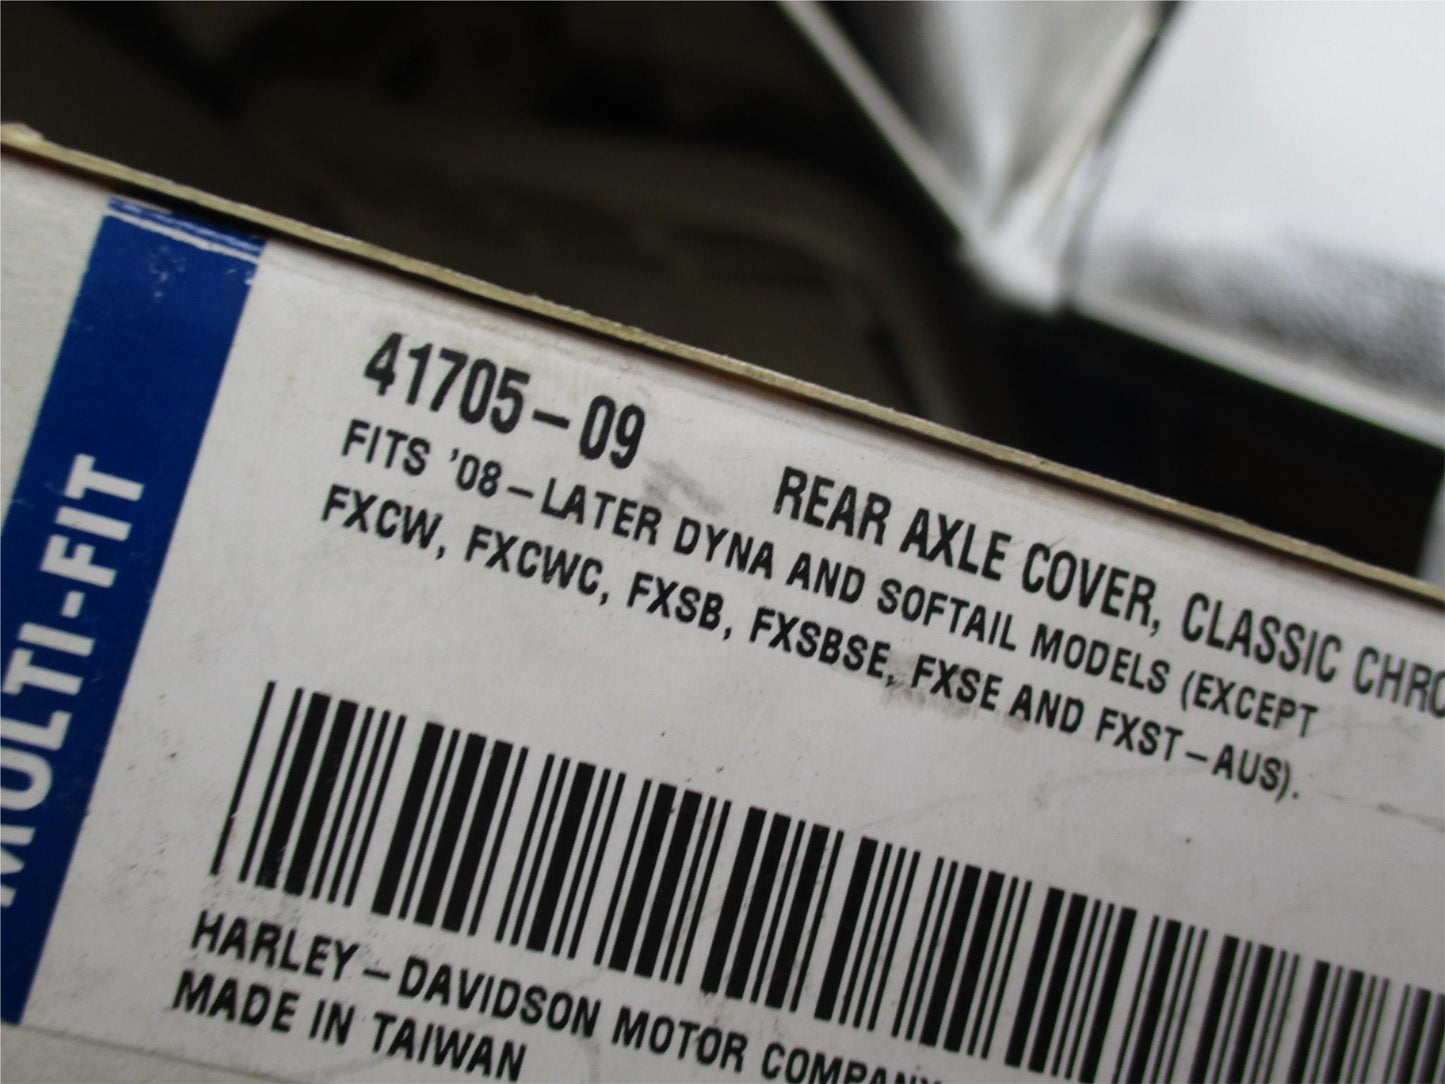 MULTI-FIT
41705-09 REAR AXLE COVER, CLASSIC CHRO
FITS '08-LATER DYNA AND SOFTAIL MODELS (EXCEPT
FXCW, FXCWC, FXSB, FXSBSE, FXSE AND FXST-AUS).
HARLEY-DAVIDSON MOTOR COMPANY
MADE IN TAIWAN